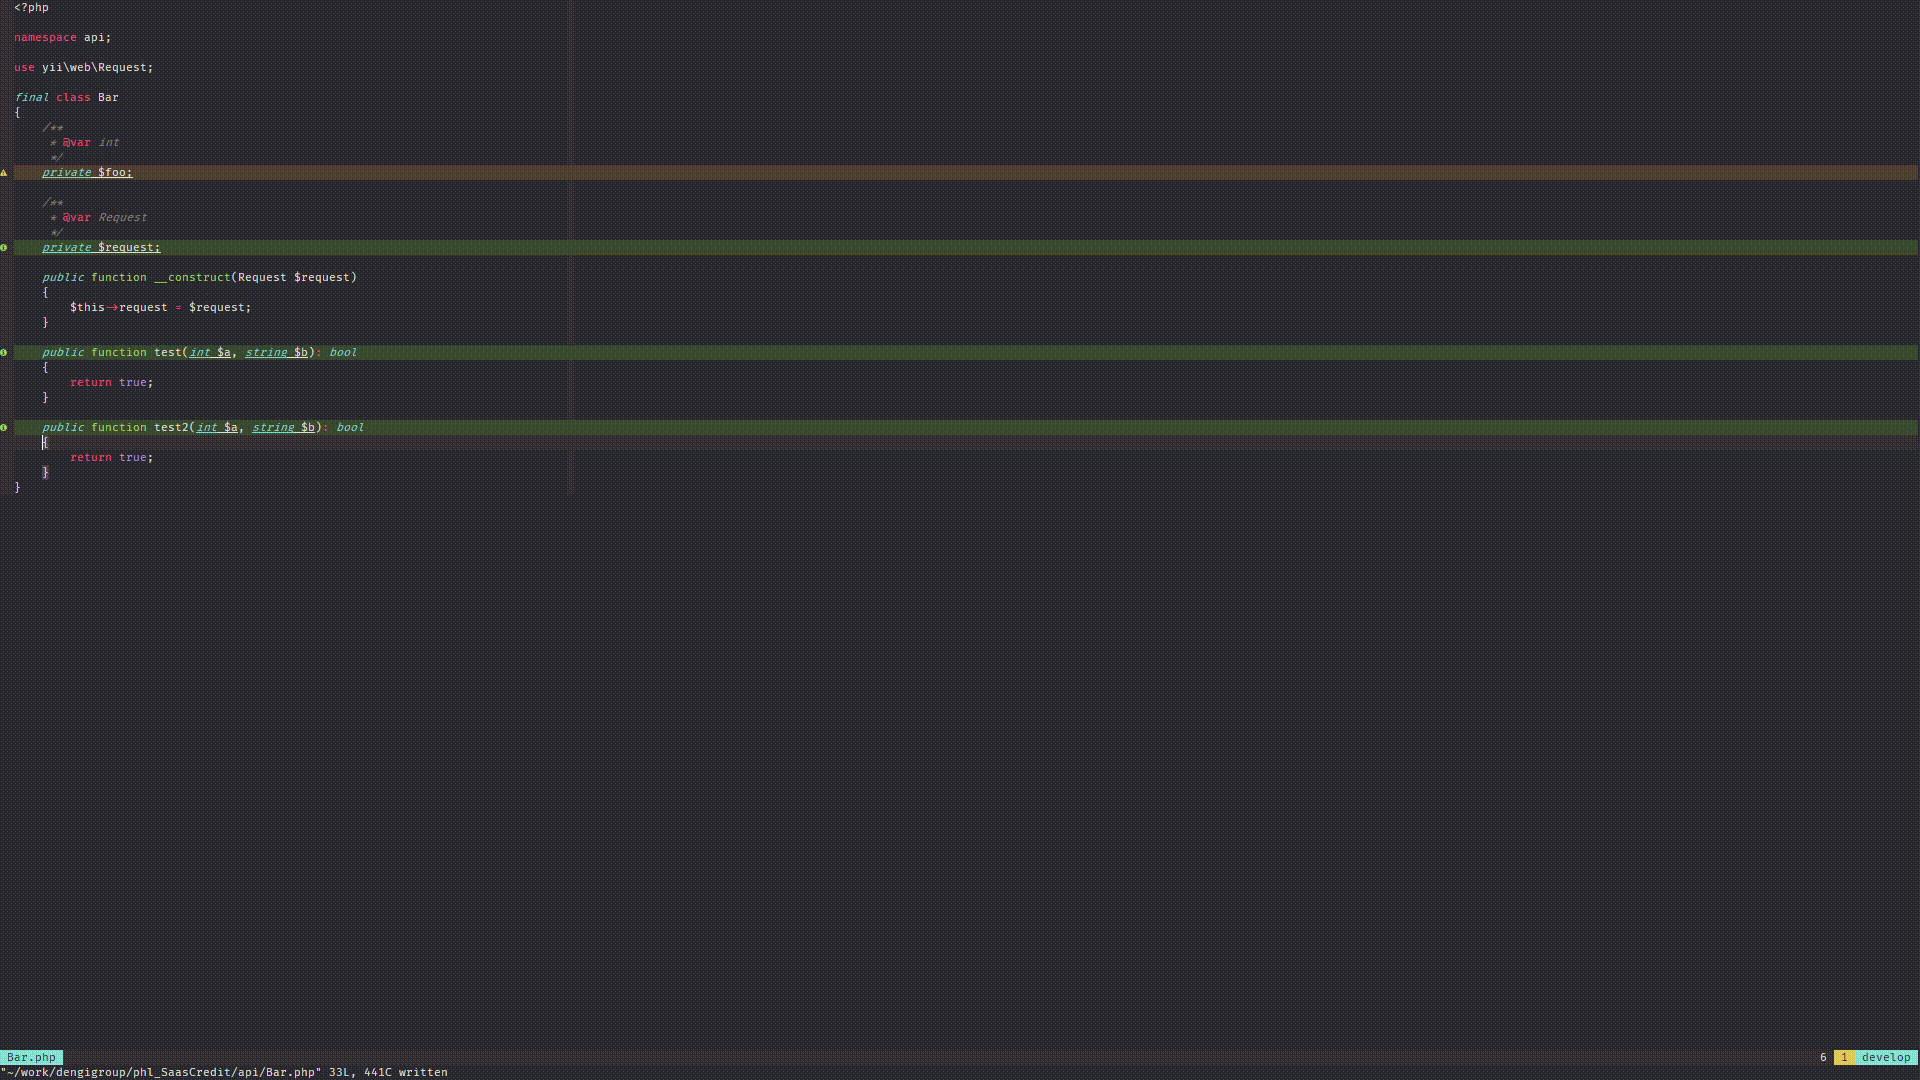 <?php
namespace api;
use yii\web\Request;
final class Bar
{
    /**
     * @var int
     */
    private $foo;
    /**
     * @var Request
     */
    private $request;
    public function __construct(Request $request)
    {
        $this->request = $request;
    }
    public function test(int $a, string $b): bool
    {
        return true;
    }
    public function test2(int $a, string $b): bool
    {
        return true;
    }
}
Bar.php 6 1 develop
"~/work/dengigroup/phl_SaasCredit/api/Bar.php" 33L, 441C written